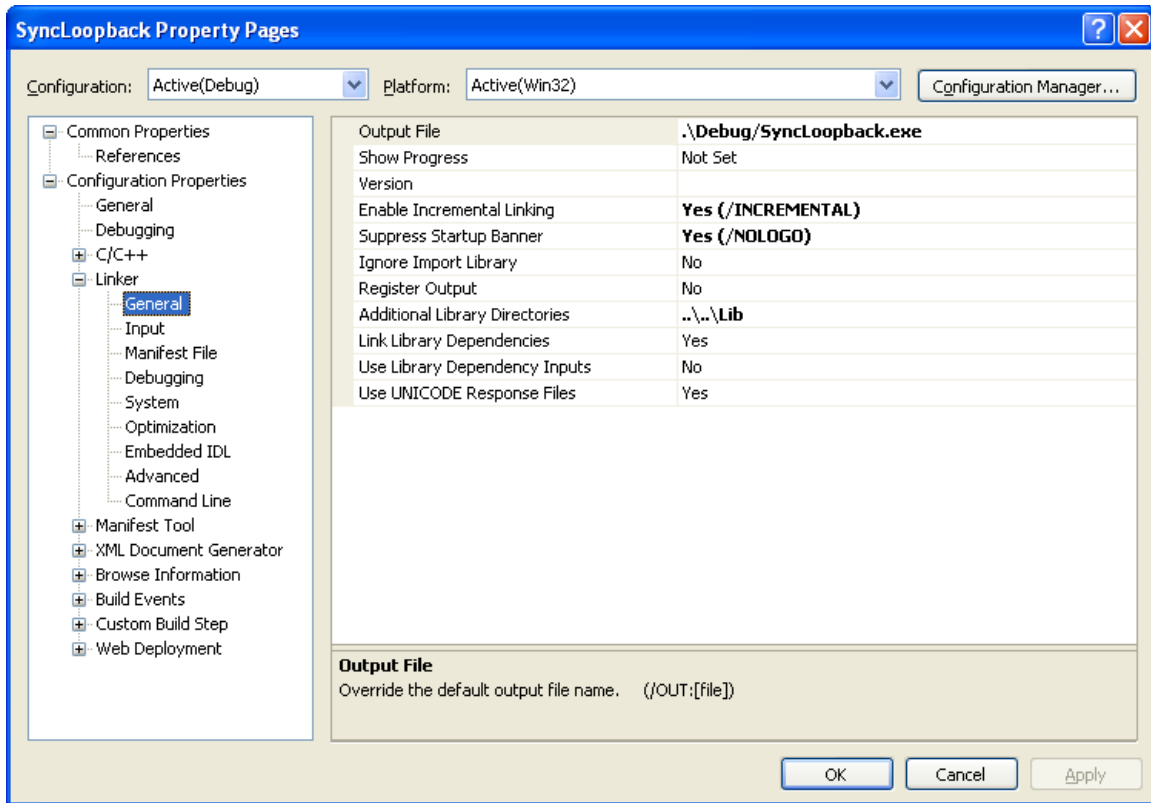 SyncLoopback Property Pages
Configuration: Active(Debug) Platform: Active(Win32) Configuration Manager...
Common Properties
References
Configuration Properties
General
Debugging
C/C++
Linker
General
Input
Manifest File
Debugging
System
Optimization
Embedded IDL
Advanced
Command Line
Manifest Tool
XML Document Generator
Browse Information
Build Events
Custom Build Step
Web Deployment
Output File .\Debug/SyncLoopback.exe
Show Progress Not Set
Version
Enable Incremental Linking Yes (/INCREMENTAL)
Suppress Startup Banner Yes (/NOLOGO)
Ignore Import Library No
Register Output No
Additional Library Directories ..\..\Lib
Link Library Dependencies Yes
Use Library Dependency Inputs No
Use UNICODE Response Files Yes
Output File
Override the default output file name. (/OUT:[file])
OK Cancel Apply